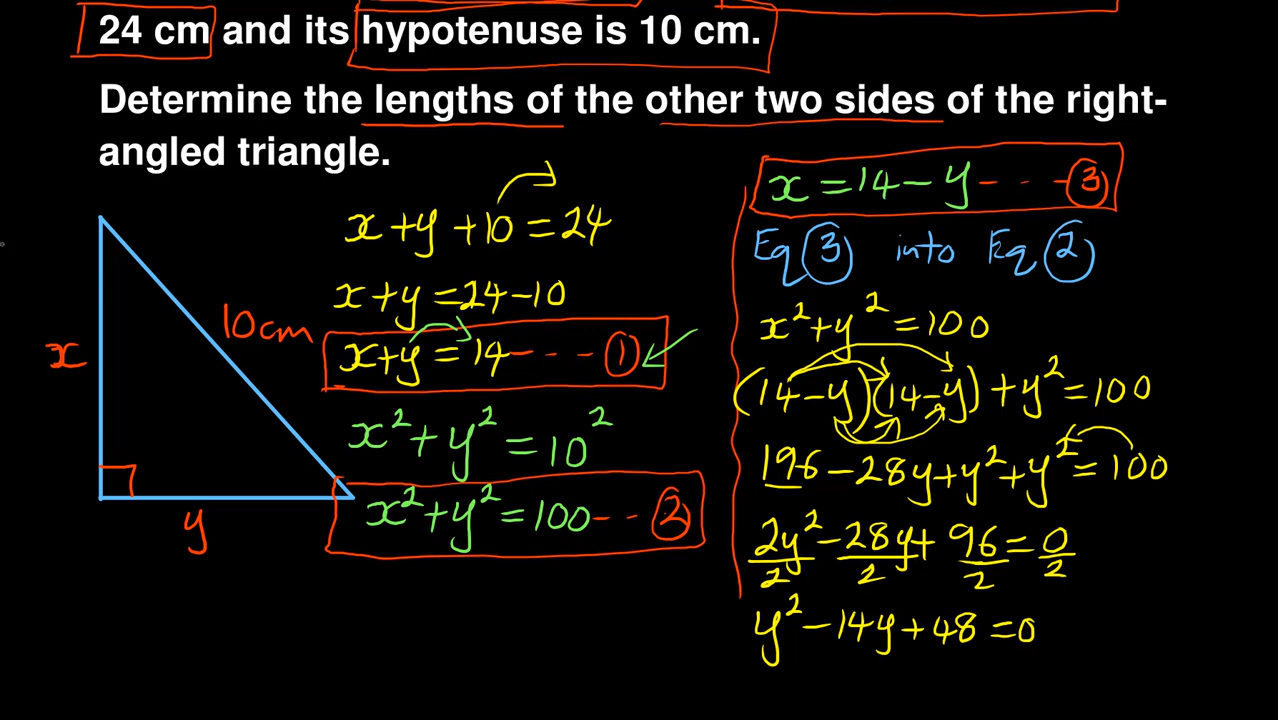 24 cm and its hypotenuse is 10 cm.
Determine the lengths of the other two sides of the right-
angled triangle.
x
10cm
y
x + y + 10 = 24
x + y = 24 - 10
x + y = 14 - - - - ①
x² + y² = 10²
x² + y² = 100 - - - ②
x = 14 - y - - - - ③
Eq ③ into Eq ②
x² + y² = 100
(14 - y)(14 - y) + y² = 100
196 - 28y + y² + y² = 100
2y²/2 - 28y/2 + 96/2 = 0/2
y² - 14y + 48 = 0